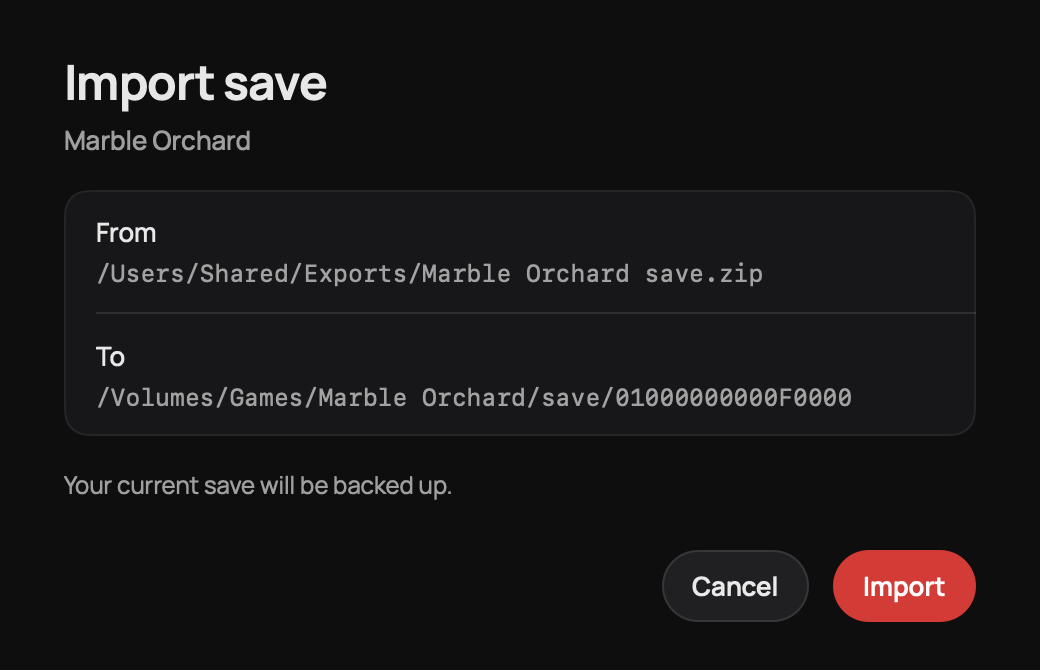 Import save
Marble Orchard
From
/Users/Shared/Exports/Marble Orchard save.zip
To
/Volumes/Games/Marble Orchard/save/01000000000F0000
Your current save will be backed up.
Cancel
Import